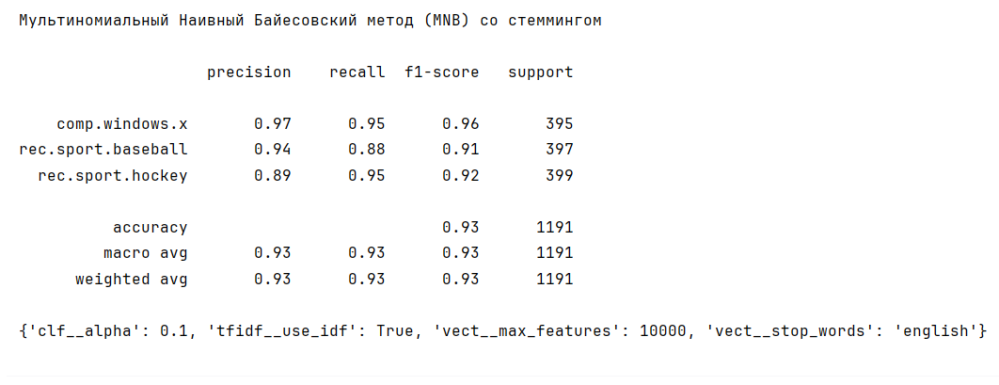 Мультиномиальный Наивный Байесовский метод (MNB) со стеммингом
precision recall f1-score support
comp.windows.x 0.97 0.95 0.96 395
rec.sport.baseball 0.94 0.88 0.91 397
rec.sport.hockey 0.89 0.95 0.92 399
accuracy 0.93 1191
macro avg 0.93 0.93 0.93 1191
weighted avg 0.93 0.93 0.93 1191
{'clf__alpha': 0.1, 'tfidf__use_idf': True, 'vect__max_features': 10000, 'vect__stop_words': 'english'}